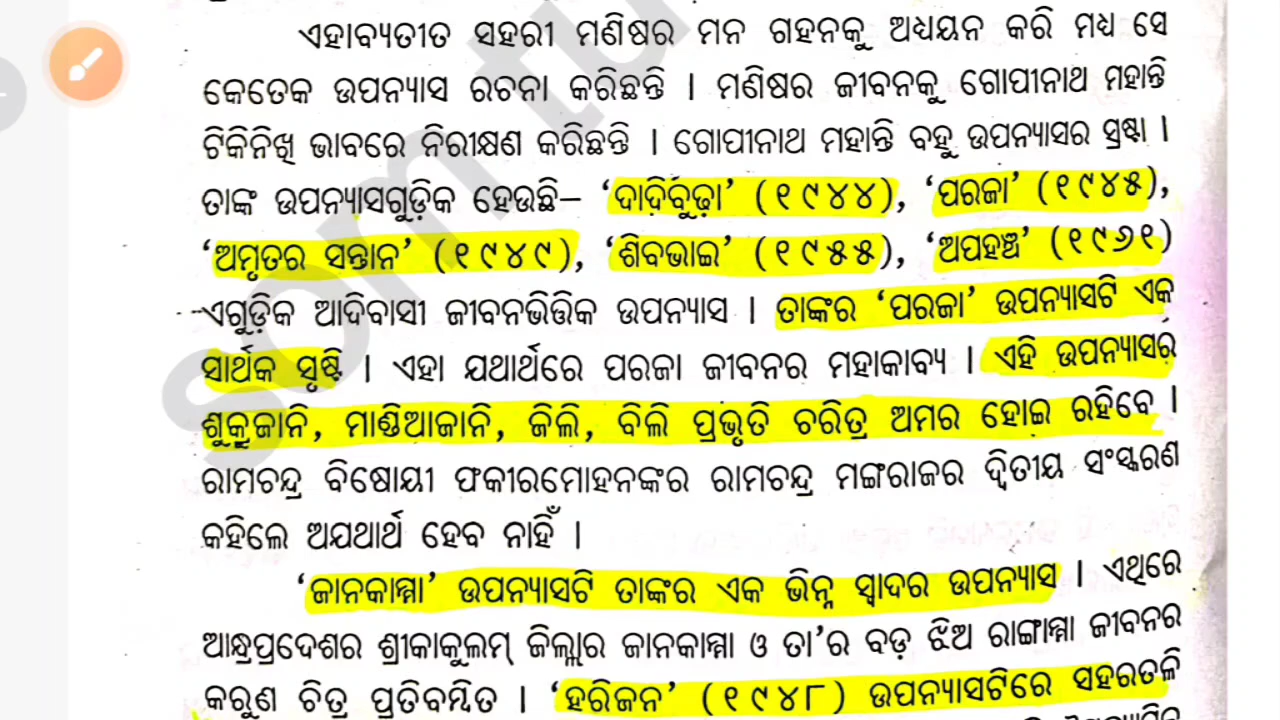 ଏହାବ୍ୟତୀତ ସହରୀ ମଣିଷର ମନ ଗହନକୁ ଅଧ୍ୟୟନ କରି ମଧ୍ୟ ସେ
କେତେକ ଉପନ୍ୟାସ ରଚନା କରିଛନ୍ତି । ମଣିଷର ଜୀବନକୁ ଗୋପୀନାଥ ମହାନ୍ତି
ଟିକିନିଖି ଭାବରେ ନିରୀକ୍ଷଣ କରିଛନ୍ତି । ଗୋପୀନାଥ ମହାନ୍ତି ବହୁ ଉପନ୍ୟାସର ସ୍ରଷ୍ଟା ।
ତାଙ୍କ ଉପନ୍ୟାସଗୁଡ଼ିକ ହେଉଛି– ‘ଦାଦିବୁଢ଼ା’ (୧୯୪୪), ‘ପରଜା’ (୧୯୪୫),
‘ଅମୃତର ସନ୍ତାନ’ (୧୯୪୯), ‘ଶିବଭାଇ’ (୧୯୫୫), ‘ଅପହଞ୍ଚ’ (୧୯୬୧)
ଏଗୁଡ଼ିକ ଆଦିବାସୀ ଜୀବନଭିତ୍ତିକ ଉପନ୍ୟାସ । ତାଙ୍କର ‘ପରଜା’ ଉପନ୍ୟାସଟି ଏକ
ସାର୍ଥକ ସୃଷ୍ଟି । ଏହା ଯଥାର୍ଥରେ ପରଜା ଜୀବନର ମହାକାବ୍ୟ । ଏହି ଉପନ୍ୟାସର
ଶୁକ୍ରୁଜାନି, ମାଣ୍ଡିଆଜାନି, ଜିଲି, ବିଲି ପ୍ରଭୃତି ଚରିତ୍ର ଅମର ହୋଇ ରହିବେ ।
ରାମଚନ୍ଦ୍ର ବିଷୋୟୀ ଫକୀରମୋହନଙ୍କର ରାମଚନ୍ଦ୍ର ମଙ୍ଗରାଜର ଦ୍ୱିତୀୟ ସଂସ୍କରଣ
କହିଲେ ଅଯଥାର୍ଥ ହେବ ନାହିଁ ।
‘ଜାନକାମ୍ମା’ ଉପନ୍ୟାସଟି ତାଙ୍କର ଏକ ଭିନ୍ନ ସ୍ୱାଦର ଉପନ୍ୟାସ । ଏଥିରେ
ଆନ୍ଧ୍ରପ୍ରଦେଶର ଶ୍ରୀକାକୁଲମ୍ ଜିଲ୍ଲାର ଜାନକାମ୍ମା ଓ ତା’ର ବଡ଼ ଝିଅ ରାଙ୍ଗାମ୍ମା ଜୀବନର
କରୁଣ ଚିତ୍ର ପ୍ରତିବମ୍ବିତ । ‘ହରିଜନ’ (୧୯୪୮) ଉପନ୍ୟାସଟିରେ ସହରତଳି